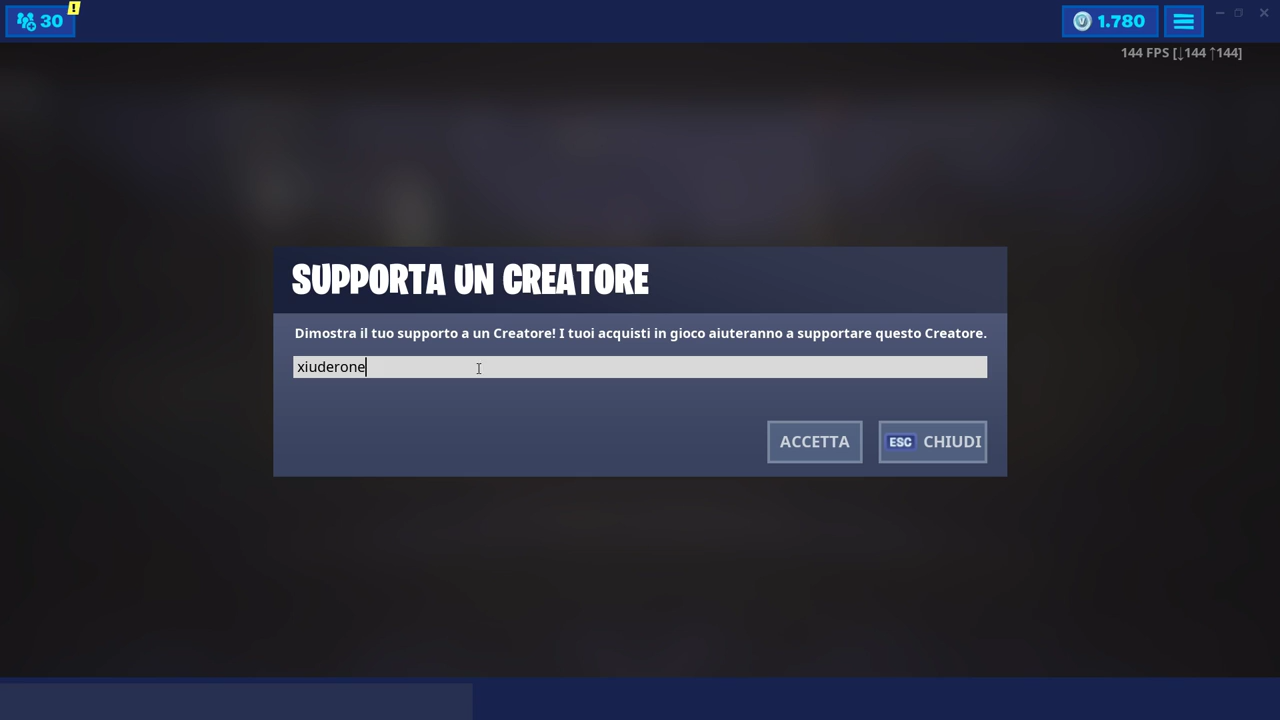 30
!
1.780
144 FPS [↓144 ↑144]
SUPPORTA UN CREATORE
Dimostra il tuo supporto a un Creatore! I tuoi acquisti in gioco aiuteranno a supportare questo Creatore.
xiuderone
ACCETTA
ESC CHIUDI